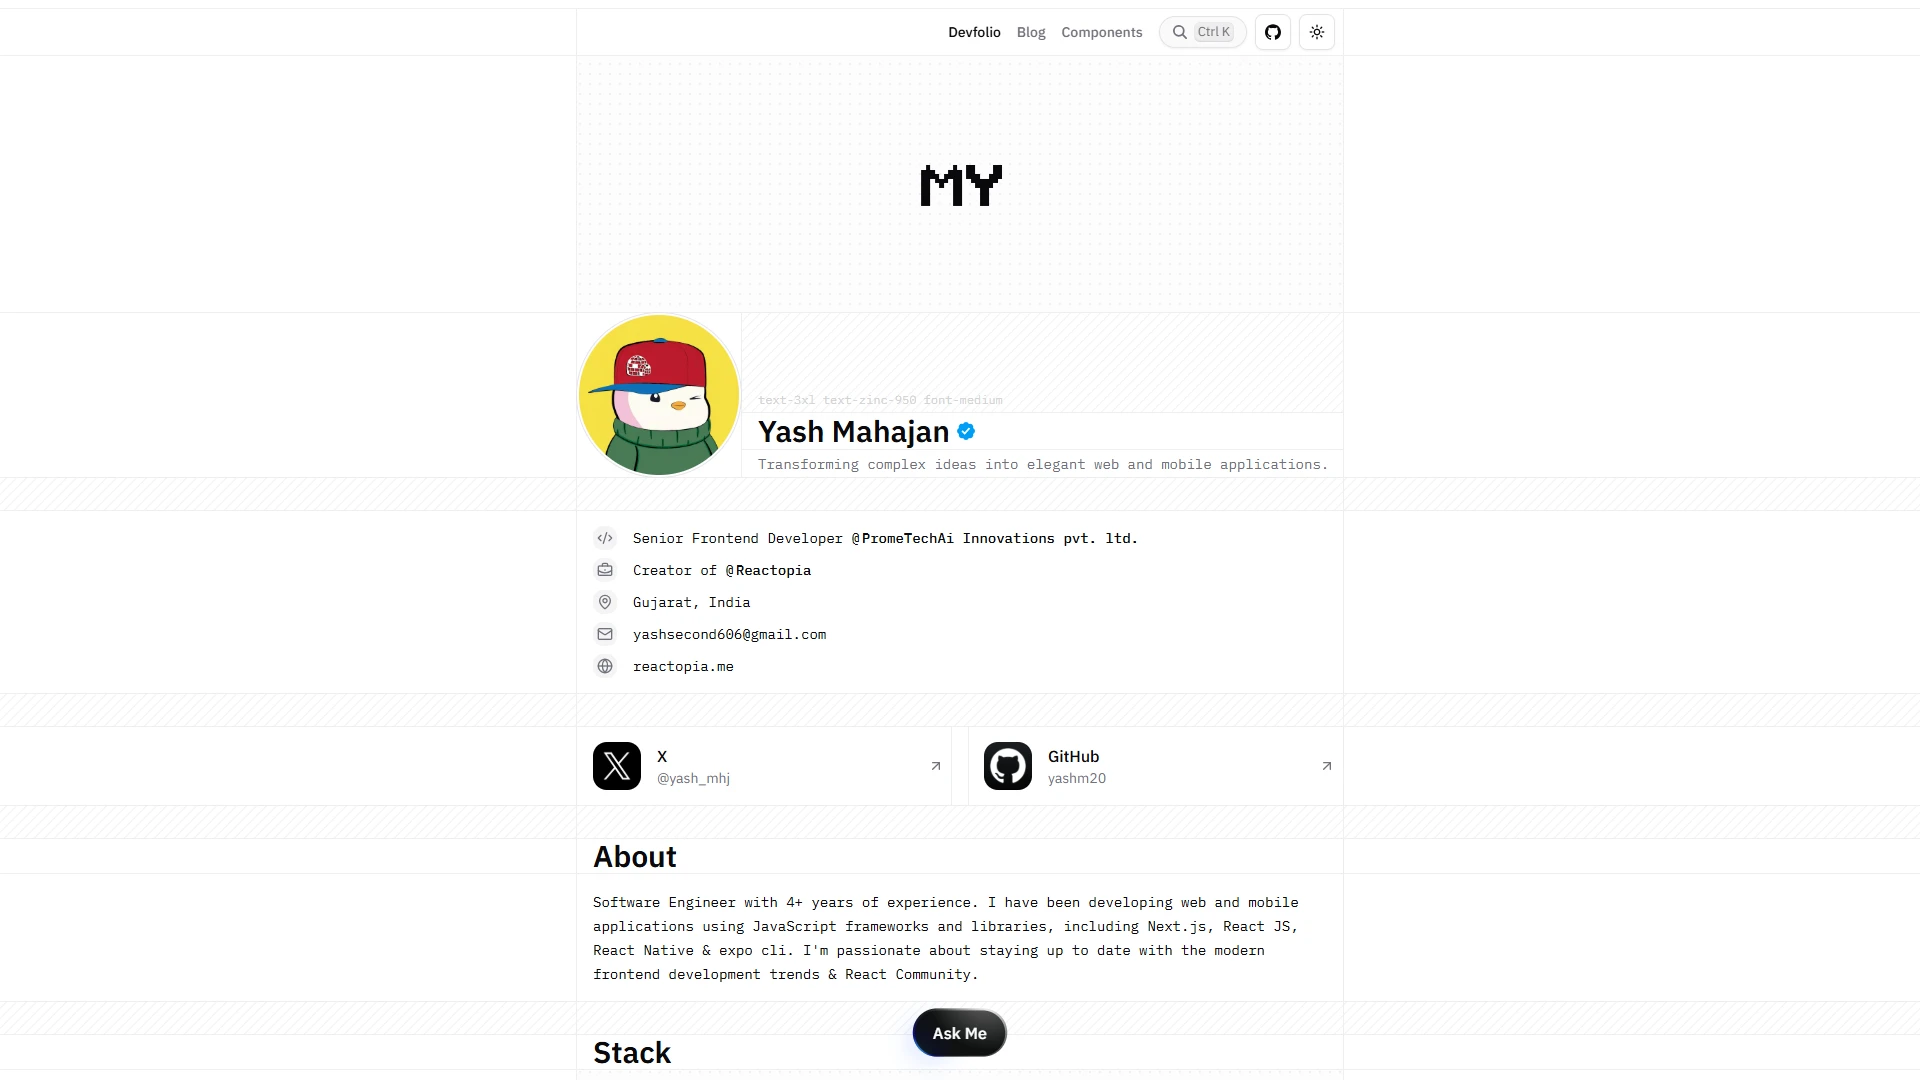 Devfolio Blog Components Ctrl K
MY
text-3xl text-zinc-950 font-medium
Yash Mahajan
Transforming complex ideas into elegant web and mobile applications.
Senior Frontend Developer @PromeTechAi Innovations pvt. ltd.
Creator of @Reactopia
Gujarat, India
yashsecond606@gmail.com
reactopia.me
X
@yash_mhj
GitHub
yashm20
About
Software Engineer with 4+ years of experience. I have been developing web and mobile
applications using JavaScript frameworks and libraries, including Next.js, React JS,
React Native & expo cli. I'm passionate about staying up to date with the modern
frontend development trends & React Community.
Ask Me
Stack